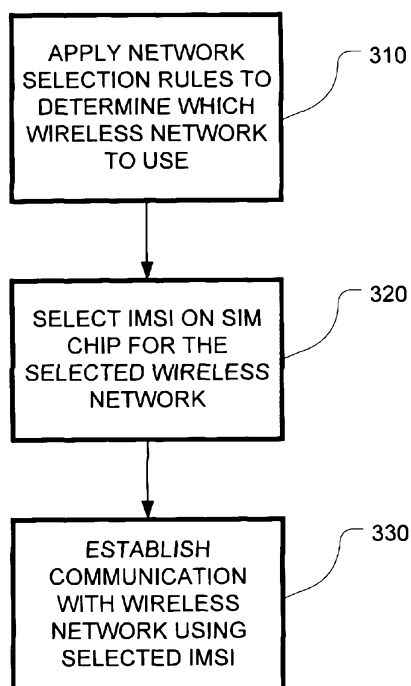 APPLY NETWORK
SELECTION RULES TO
DETERMINE WHICH
WIRELESS NETWORK
TO USE
310
SELECT IMSI ON SIM
CHIP FOR THE
SELECTED WIRELESS
NETWORK
320
ESTABLISH
COMMUNICATION
WITH WIRELESS
NETWORK USING
SELECTED IMSI
330